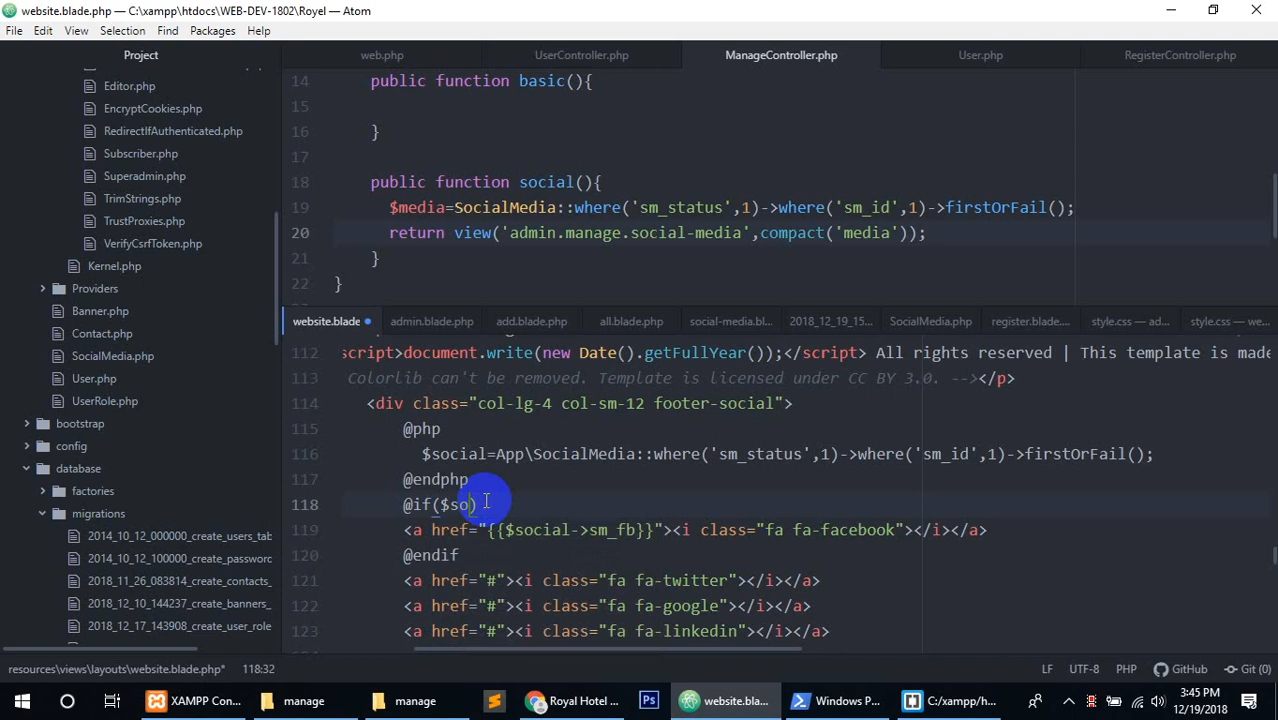 website.blade.php — C:\xampp\htdocs\WEB-DEV-1802\Royel — Atom
File Edit View Selection Find Packages Help
Project
Editor.php
EncryptCookies.php
RedirectIfAuthenticated.php
Subscriber.php
Superadmin.php
TrimStrings.php
TrustProxies.php
VerifyCsrfToken.php
Kernel.php
Providers
Banner.php
Contact.php
SocialMedia.php
User.php
UserRole.php
bootstrap
config
database
factories
migrations
2014_10_12_000000_create_users_tab
2014_10_12_100000_create_password
2018_11_26_083814_create_contacts_
2018_12_10_144237_create_banners_
2018_12_17_143908_create_user_role
web.php UserController.php ManageController.php User.php RegisterController.php
14 public function basic(){
15
16 }
18 public function social(){
19 $media=SocialMedia::where('sm_status',1)->where('sm_id',1)->firstOrFail();
20 return view('admin.manage.social-media',compact('media'));
21 }
22 }
website.blade admin.blade.php add.blade.php all.blade.php social-media.bl... 2018_12_19_15... SocialMedia.php register.blade.... style.css — ad... style.css — we...
112 script>document.write(new Date().getFullYear());</script> All rights reserved | This template is made
113 Colorlib can't be removed. Template is licensed under CC BY 3.0. --></p>
114 <div class="col-lg-4 col-sm-12 footer-social">
115 @php
116 $social=App\SocialMedia::where('sm_status',1)->where('sm_id',1)->firstOrFail();
117 @endphp
118 @if($so)
119 <a href="{{$social->sm_fb}}"><i class="fa fa-facebook"></i></a>
120 @endif
121 <a href="#"><i class="fa fa-twitter"></i></a>
122 <a href="#"><i class="fa fa-google"></i></a>
123 <a href="#"><i class="fa fa-linkedin"></i></a>
resources\views\layouts\website.blade.php* 118:32 LF UTF-8 PHP GitHub Git (0)
XAMPP Con... manage manage Royal Hotel ... Ps website.bla... Windows P... C:/xampp/h...
3:45 PM
12/19/2018